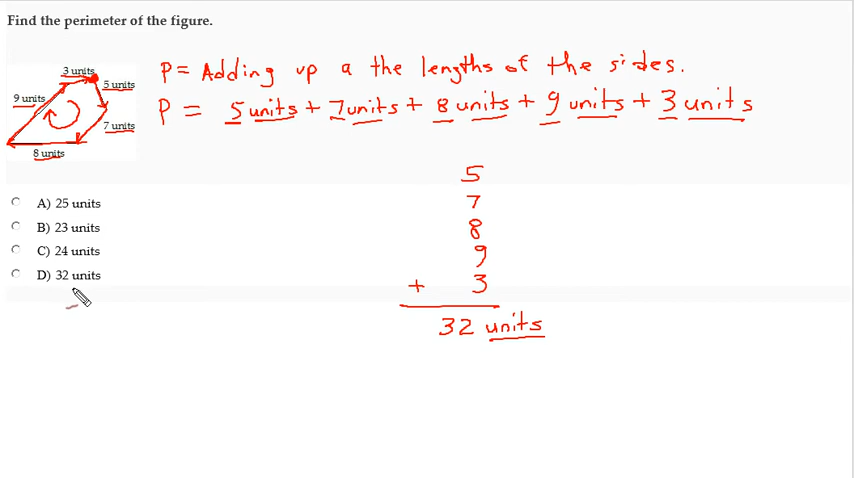 Find the perimeter of the figure.
3 units
5 units
9 units
7 units
8 units
P = Adding up a the lengths of the sides.
P = 5 units + 7 units + 8 units + 9 units + 3 units
5
7
8
9
+ 3
32 units
A) 25 units
B) 23 units
C) 24 units
D) 32 units